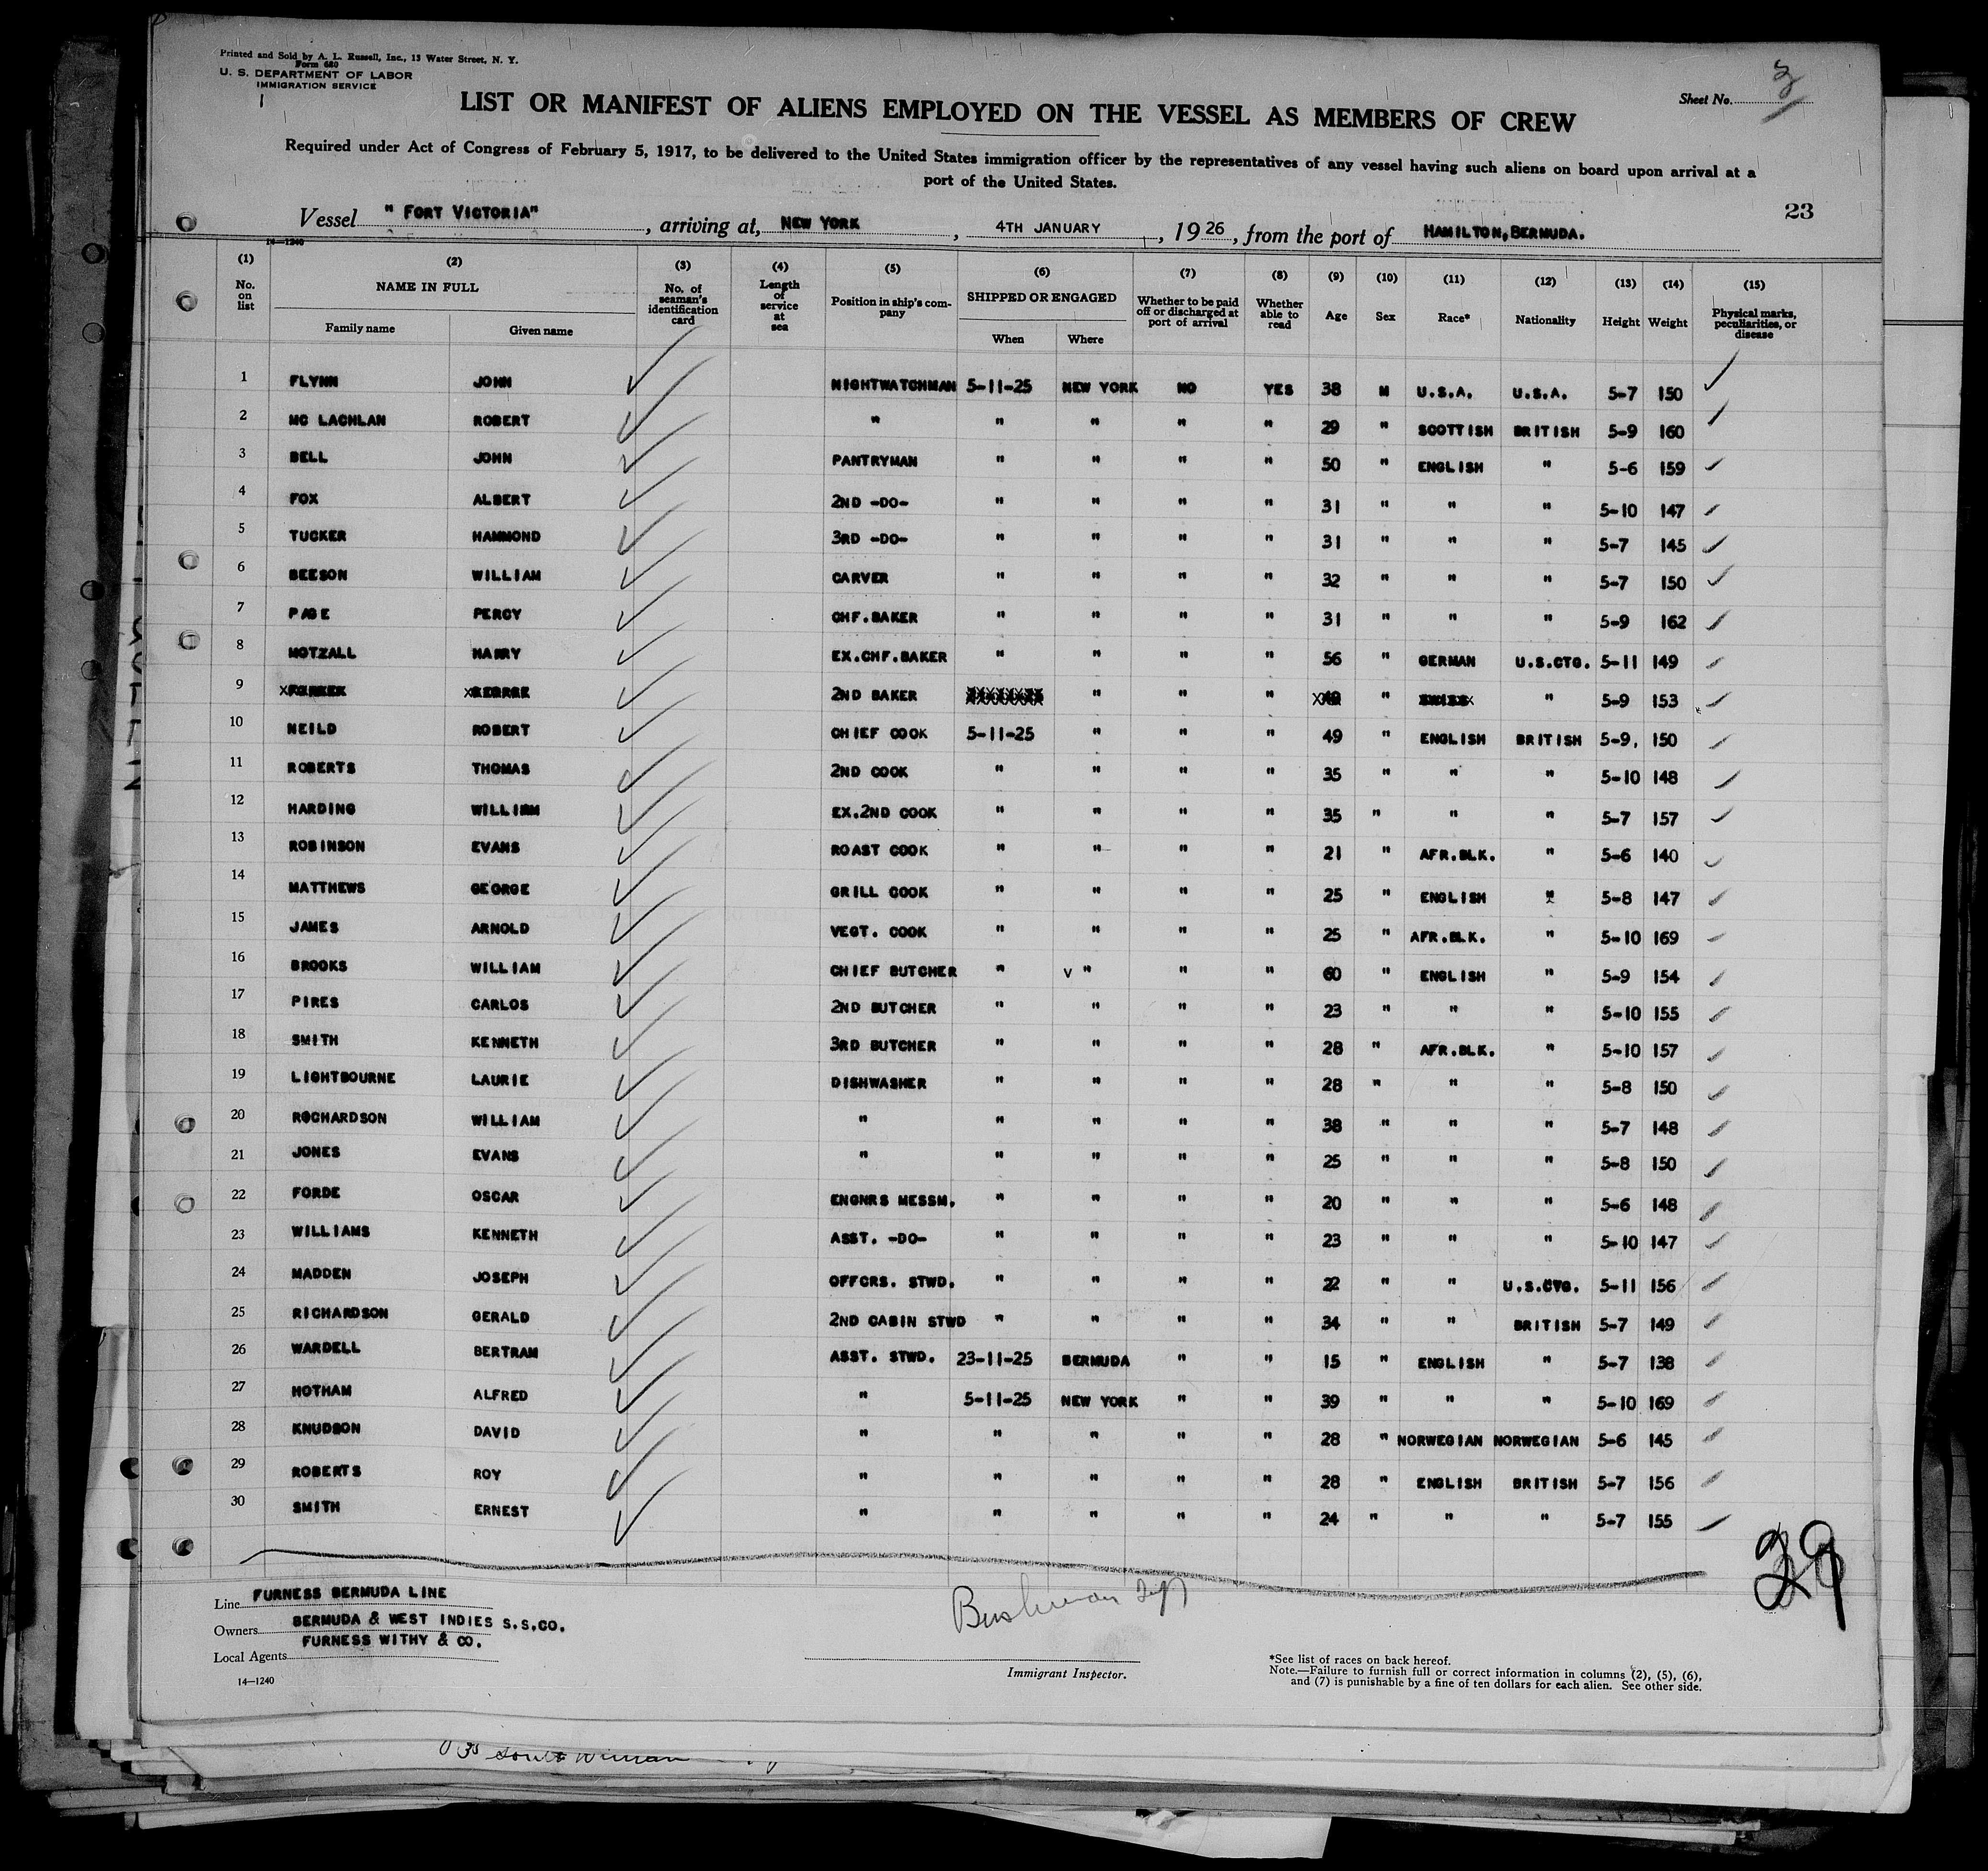 Printed and Sold by A. L. Russell, Inc., 13 Water Street, N. Y.
Form 680
U. S. DEPARTMENT OF LABOR
IMMIGRATION SERVICE
Sheet No. 3
LIST OR MANIFEST OF ALIENS EMPLOYED ON THE VESSEL AS MEMBERS OF CREW
Required under Act of Congress of February 5, 1917, to be delivered to the United States immigration officer by the representatives of any vessel having such aliens on board upon arrival at a
port of the United States.
23
Vessel "FORT VICTORIA", arriving at, NEW YORK, 4TH JANUARY, 1926, from the port of HAMILTON, BERMUDA.
14—1240
(1) (2) (3) (4) (5) (6) (7) (8) (9) (10) (11) (12) (13) (14) (15)
No. on list NAME IN FULL Family name Given name No. of seaman's identification card Length of service at sea Position in ship's company SHIPPED OR ENGAGED When Where Whether to be paid off or discharged at port of arrival Whether able to read Age Sex Race* Nationality Height Weight Physical marks, peculiarities, or disease
1 FLYNN JOHN NIGHTWATCHMAN 5-11-25 NEW YORK NO YES 38 M U.S.A. U.S.A. 5-7 150
2 MC LACHLAN ROBERT " " " " " 29 " SCOTTISH BRITISH 5-9 160
3 BELL JOHN PANTRYMAN " " " " 50 " ENGLISH " 5-6 159
4 FOX ALBERT 2ND -DO- " " " " 31 " " " 5-10 147
5 TUCKER HAMMOND 3RD -DO- " " " " 31 " " " 5-7 145
6 BEESON WILLIAM CARVER " " " " 32 " " " 5-7 150
7 PAGE PERCY CHF.BAKER " " " " 31 " " " 5-9 162
8 MOTZALL HARRY EX.CHF.BAKER " " " " 56 " GERMAN U.S.CTG. 5-11 149
9 2ND BAKER " " " " " 5-9 153
10 NEILD ROBERT CHIEF COOK 5-11-25 " " " 49 " ENGLISH BRITISH 5-9, 150
11 ROBERTS THOMAS 2ND COOK " " " " 35 " " " 5-10 148
12 HARDING WILLIAM EX.2ND COOK " " " " 35 " " " 5-7 157
13 ROBINSON EVANS ROAST COOK " " " " 21 " AFR.BLK. " 5-6 140
14 MATTHEWS GEORGE GRILL COOK " " " " 25 " ENGLISH " 5-8 147
15 JAMES ARNOLD VEGT. COOK " " " " 25 " AFR.BLK. " 5-10 169
16 BROOKS WILLIAM CHIEF BUTCHER " V " " " 60 " ENGLISH " 5-9 154
17 PIRES CARLOS 2ND BUTCHER " " " " 23 " " " 5-10 155
18 SMITH KENNETH 3RD BUTCHER " " " " 28 " AFR.BLK. " 5-10 157
19 LIGHTBOURNE LAURIE DISHWASHER " " " " 28 " " " 5-8 150
20 ROCHARDSON WILLIAM " " " " " 38 " " " 5-7 148
21 JONES EVANS " " " " " 25 " " " 5-8 150
22 FORDE OSCAR ENGNRS MESSM. " " " " 20 " " " 5-6 148
23 WILLIAMS KENNETH ASST. -DO- " " " " 23 " " " 5-10 147
24 MADDEN JOSEPH OFFCRS. STWD. " " " " 22 " " U.S.CTG. 5-11 156
25 RICHARDSON GERALD 2ND CABIN STWD " " " " 34 " " BRITISH 5-7 149
26 WARDELL BERTRAM ASST. STWD. 23-11-25 BERMUDA " " 15 " ENGLISH " 5-7 138
27 HOTHAM ALFRED " 5-11-25 NEW YORK " " 39 " " " 5-10 169
28 KNUDSON DAVID " " " " " 28 " NORWEGIAN NORWEGIAN 5-6 145
29 ROBERTS ROY " " " " " 28 " ENGLISH BRITISH 5-7 156
30 SMITH ERNEST " " " " " 24 " " " 5-7 155
Line FURNESS BERMUDA LINE
Owners BERMUDA & WEST INDIES S.S.CO.
Local Agents FURNESS WITHY & CO.
14—1240
Immigrant Inspector.
*See list of races on back hereof.
Note.—Failure to furnish full or correct information in columns (2), (5), (6),
and (7) is punishable by a fine of ten dollars for each alien. See other side.